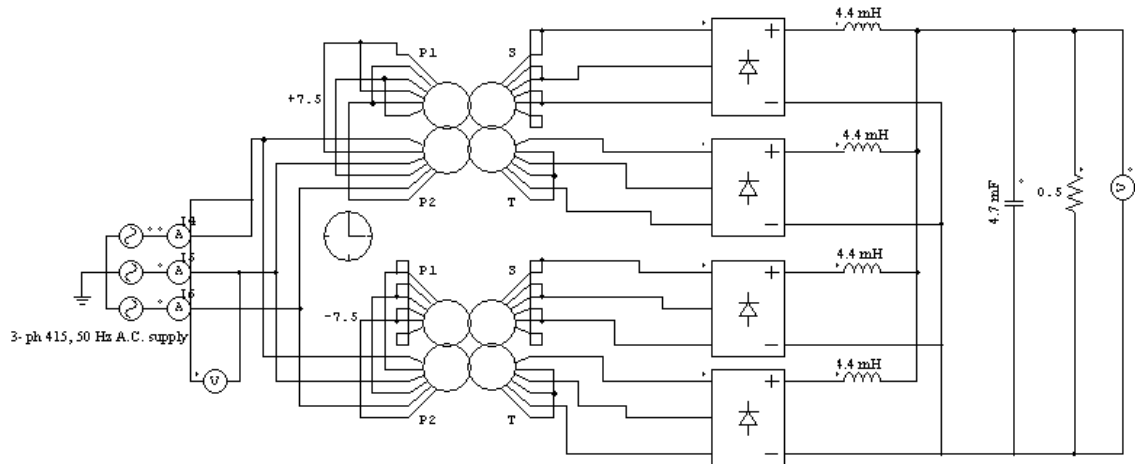 4.4 mH
P1
S
+7.5
4.4 mH
P2
T
4.7 mF
0.5
V
I4
A
I5
A
I6
A
3- ph 415, 50 Hz A.C. supply
V
4.4 mH
P1
S
-7.5
4.4 mH
P2
T